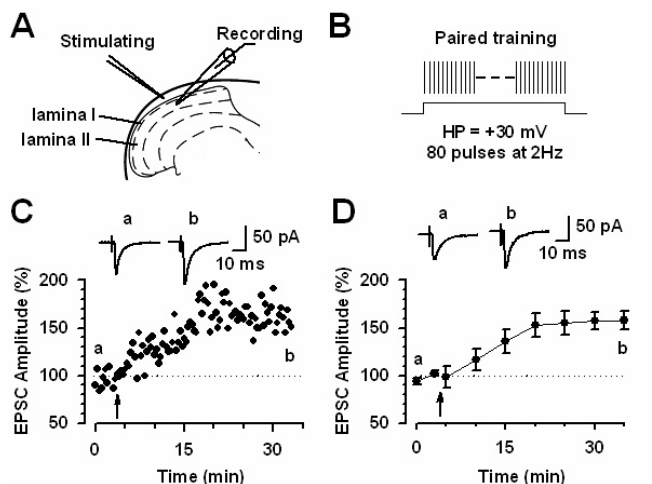 A
Stimulating
Recording
lamina I
lamina II
B
Paired training
HP = +30 mV
80 pulses at 2Hz
C
a
b
50 pA
10 ms
EPSC Amplitude (%)
200
150
100
50
a
b
0
15
30
Time (min)
D
a
b
50 pA
10 ms
EPSC Amplitude (%)
200
150
100
50
a
b
0
15
30
Time (min)